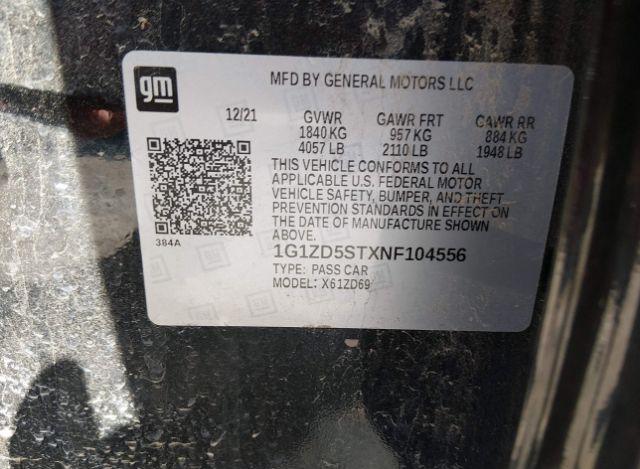 gm
MFD BY GENERAL MOTORS LLC
12/21 GVWR GAWR FRT GAWR RR
1840 KG 957 KG 884 KG
4057 LB 2110 LB 1948 LB
THIS VEHICLE CONFORMS TO ALL
APPLICABLE U.S. FEDERAL MOTOR
VEHICLE SAFETY, BUMPER, AND THEFT
PREVENTION STANDARDS IN EFFECT ON
THE DATE OF MANUFACTURE SHOWN
ABOVE.
384A
1G1ZD5STXNF104556
TYPE: PASS CAR
MODEL: X61ZD69